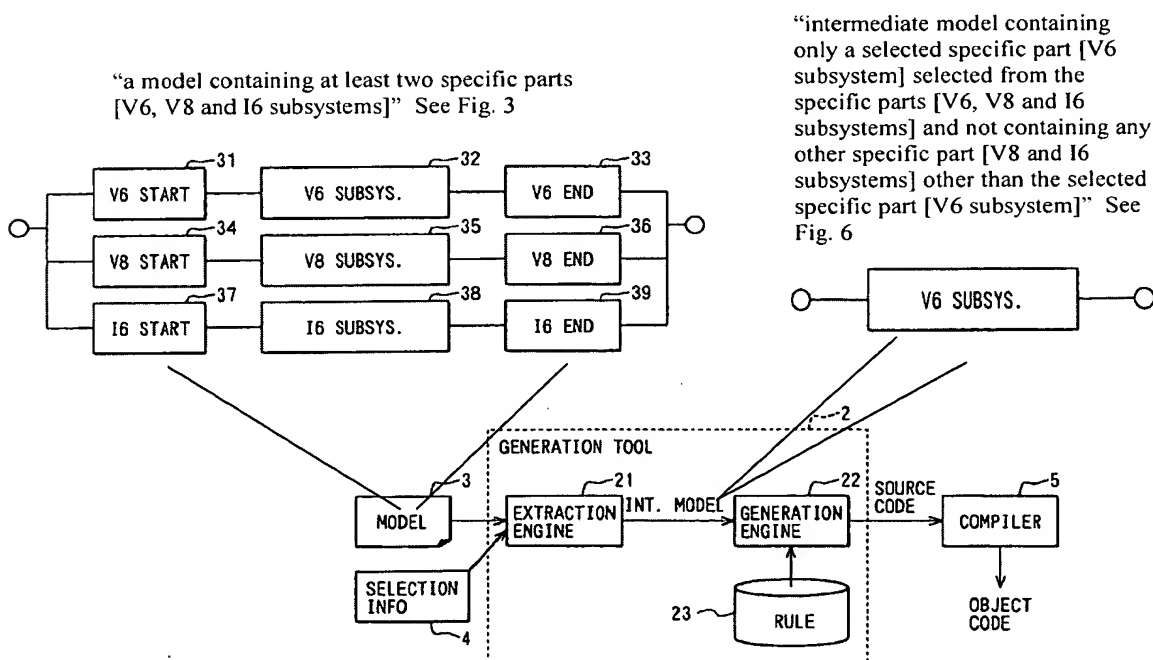 “intermediate model containing
only a selected specific part [V6
subsystem] selected from the
specific parts [V6, V8 and I6
subsystems] and not containing any
other specific part [V8 and I6
subsystems] other than the selected
specific part [V6 subsystem]” See
Fig. 6
“a model containing at least two specific parts
[V6, V8 and I6 subsystems]” See Fig. 3
31
32
33
V6 START
V6 SUBSYS.
V6 END
34
35
36
V8 START
V8 SUBSYS.
V8 END
37
38
39
I6 START
I6 SUBSYS.
I6 END
V6 SUBSYS.
2
GENERATION TOOL
3
MODEL
21
EXTRACTION
ENGINE
INT. MODEL
22
GENERATION
ENGINE
SOURCE
CODE
5
COMPILER
SELECTION
INFO
4
23
RULE
OBJECT
CODE